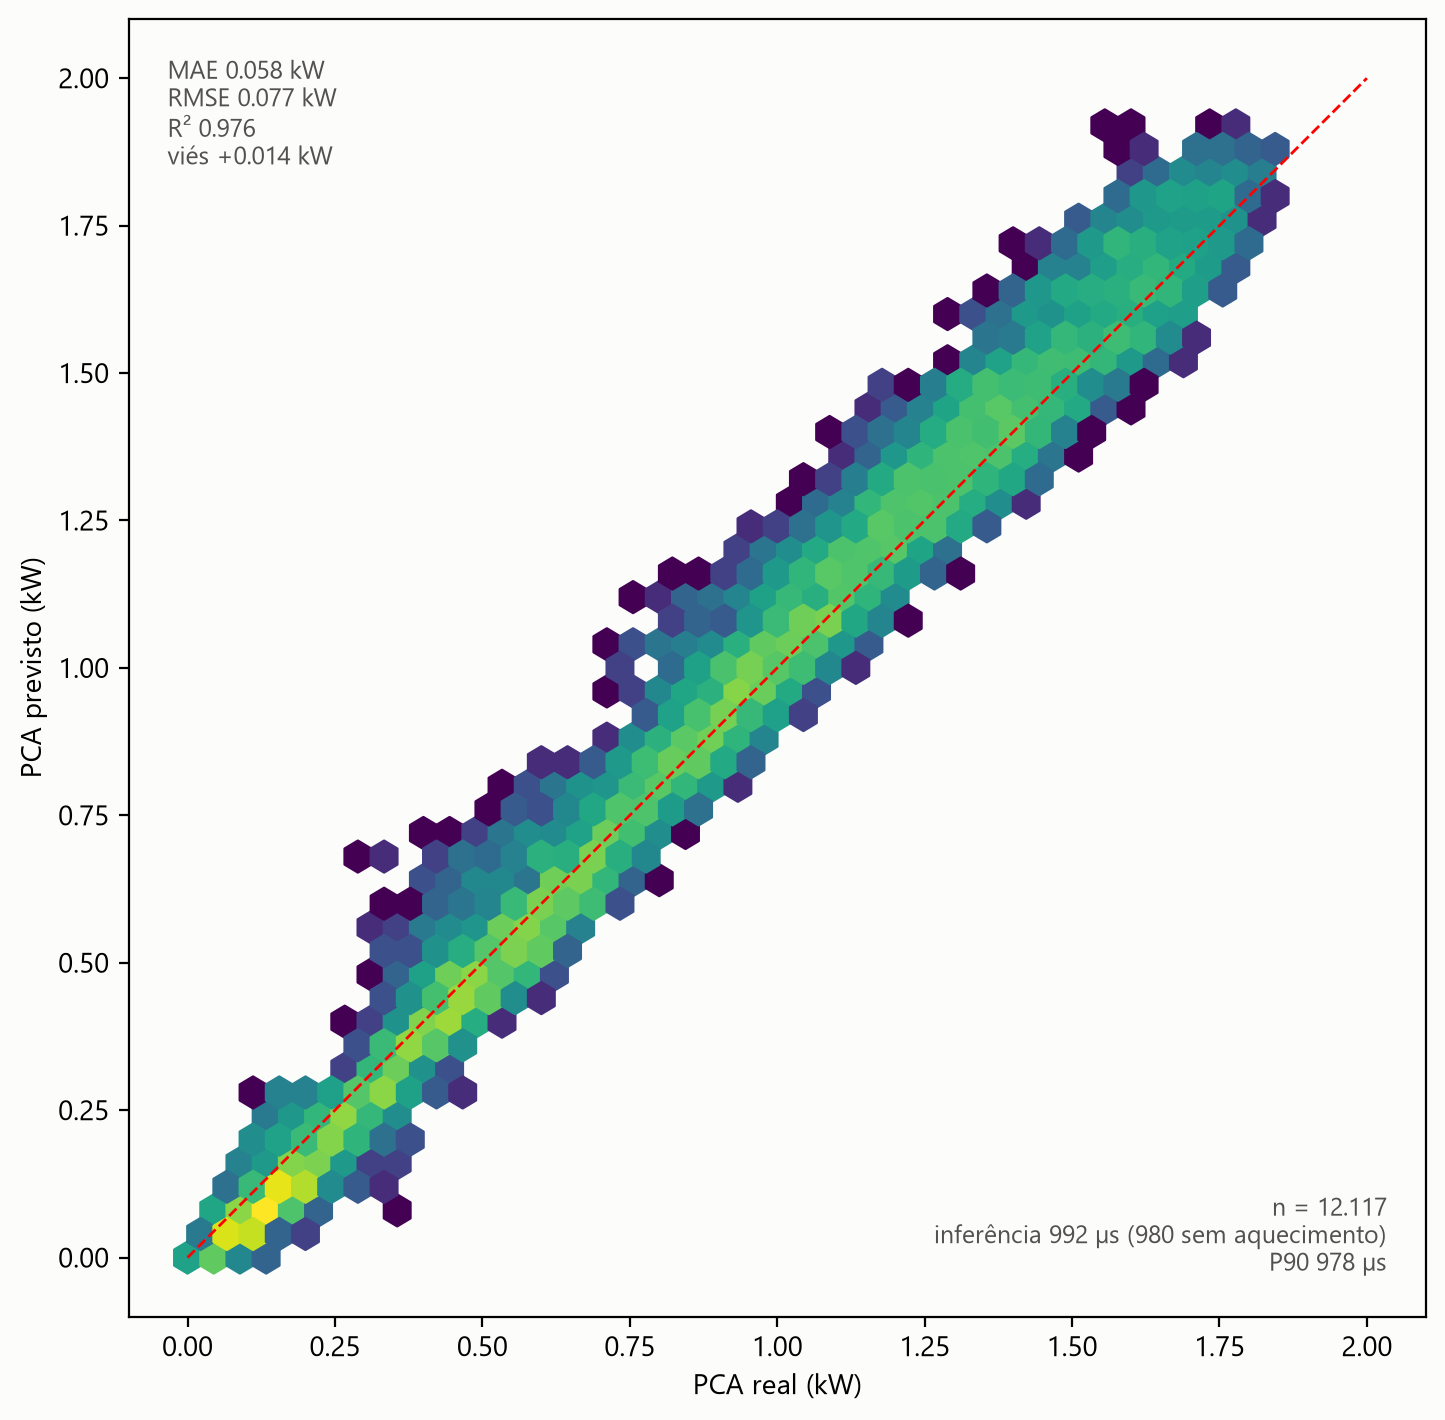 MAE 0.058 kW
RMSE 0.077 kW
R² 0.976
viés +0.014 kW
2.00
1.75
1.50
1.25
1.00
0.75
0.50
0.25
0.00
PCA previsto (kW)
n = 12.117
inferência 992 µs (980 sem aquecimento)
P90 978 µs
0.00 0.25 0.50 0.75 1.00 1.25 1.50 1.75 2.00
PCA real (kW)